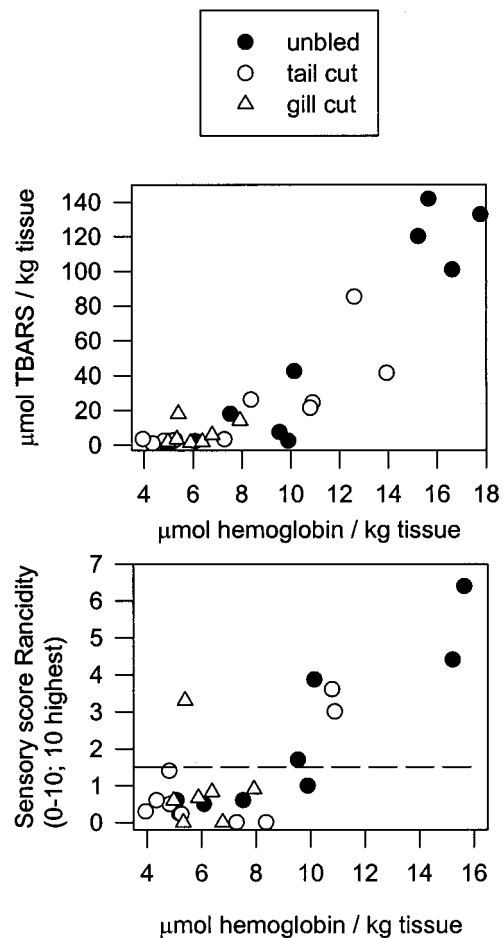 unbled
tail cut
gill cut
μmol TBARS / kg tissue
140
120
100
80
60
40
20
0
4 6 8 10 12 14 16 18
μmol hemoglobin / kg tissue
Sensory score Rancidity
(0-10; 10 highest)
7
6
5
4
3
2
1
0
4 6 8 10 12 14 16
μmol hemoglobin / kg tissue